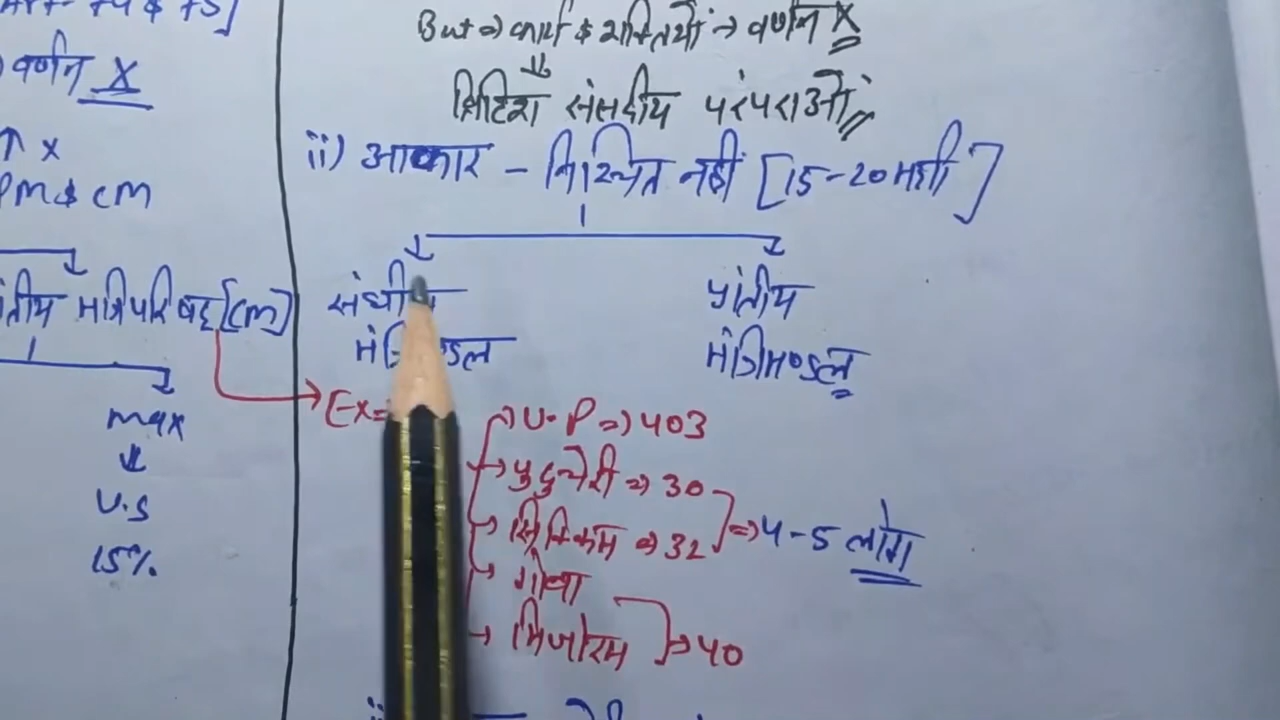 वर्णन X
↑ X
PM & CM
मंत्रिपरिषद [CM]
max
U.S
15%
But ⇒ कार्य & शक्तियों → वर्णन X
ब्रिटिश संसदीय परंपराओं
ii) आकार - निश्चित नहीं [15-20 मंत्री]
संघीय प्रांतीय
मंत्रिमण्डल मंत्रिमण्डल
Ex=
→ U.P ⇒ 403
→ पुदुचेरी ⇒ 30
→ सिक्किम ⇒ 32 ⇒ 4-5 लोग
→ गोवा
→ मिजोरम ⇒ 40